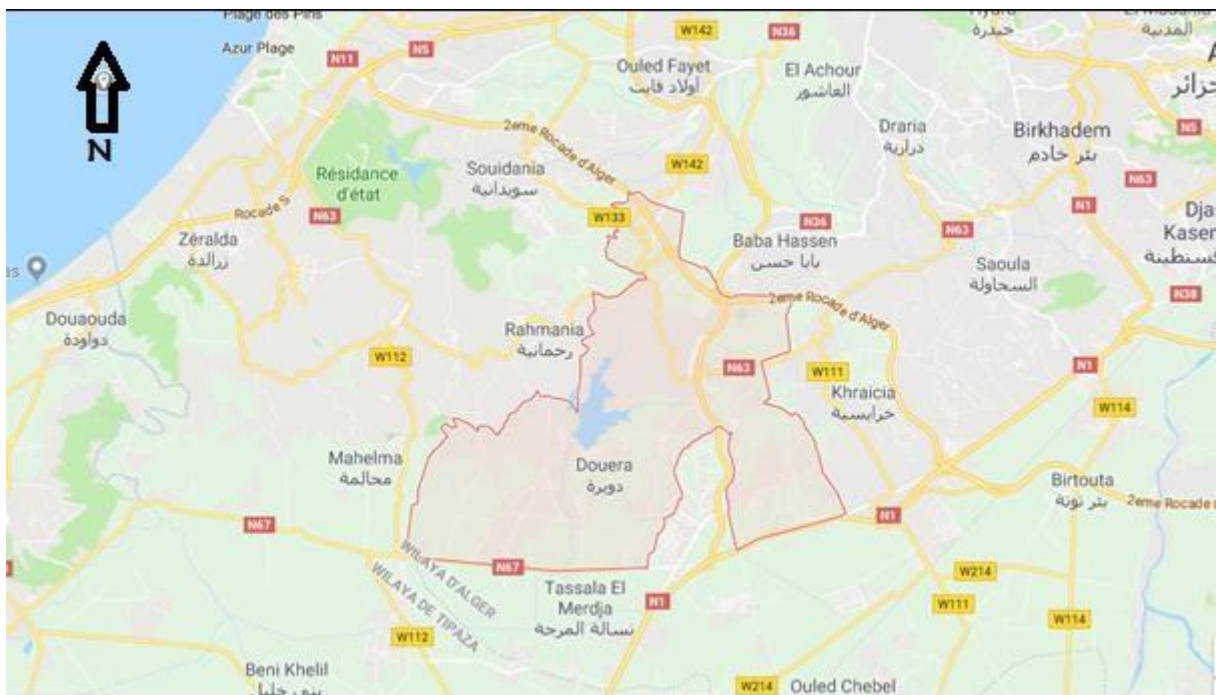 Plage des Pins
Azur Plage
N11
N5
W142
N36
Ouled Fayet
أولاد فايت
El Achour
العاشور
حيدرة
المدنية
N
2eme Rocade d'Alger
Draria
درارية
Birkhadem
بئر خادم
N5
Résidance
d'état
Souidania
سويدانية
W142
N63
N1
Rocade S
N63
W133
N36
N63
Zéralda
زرالدة
Baba Hassen
بابا حسن
Saoula
السحاولة
N38
Douaouda
دواودة
2eme Rocade d'Alger
Rahmania
رحمانية
W112
N63
W111
N1
Khraicia
خرايسية
W114
Mahelma
محالمة
Douera
دويرة
Birtouta
بئر توتة
2eme Rocade
N67
N1
WILAYA D'ALGER
WILAYA DE TIPAZA
N67
Tassala El
Merdja
تسالة المرجة
N1
W214
W111
W114
W112
Beni Khelil
بني خليل
W214
Ouled Chebel